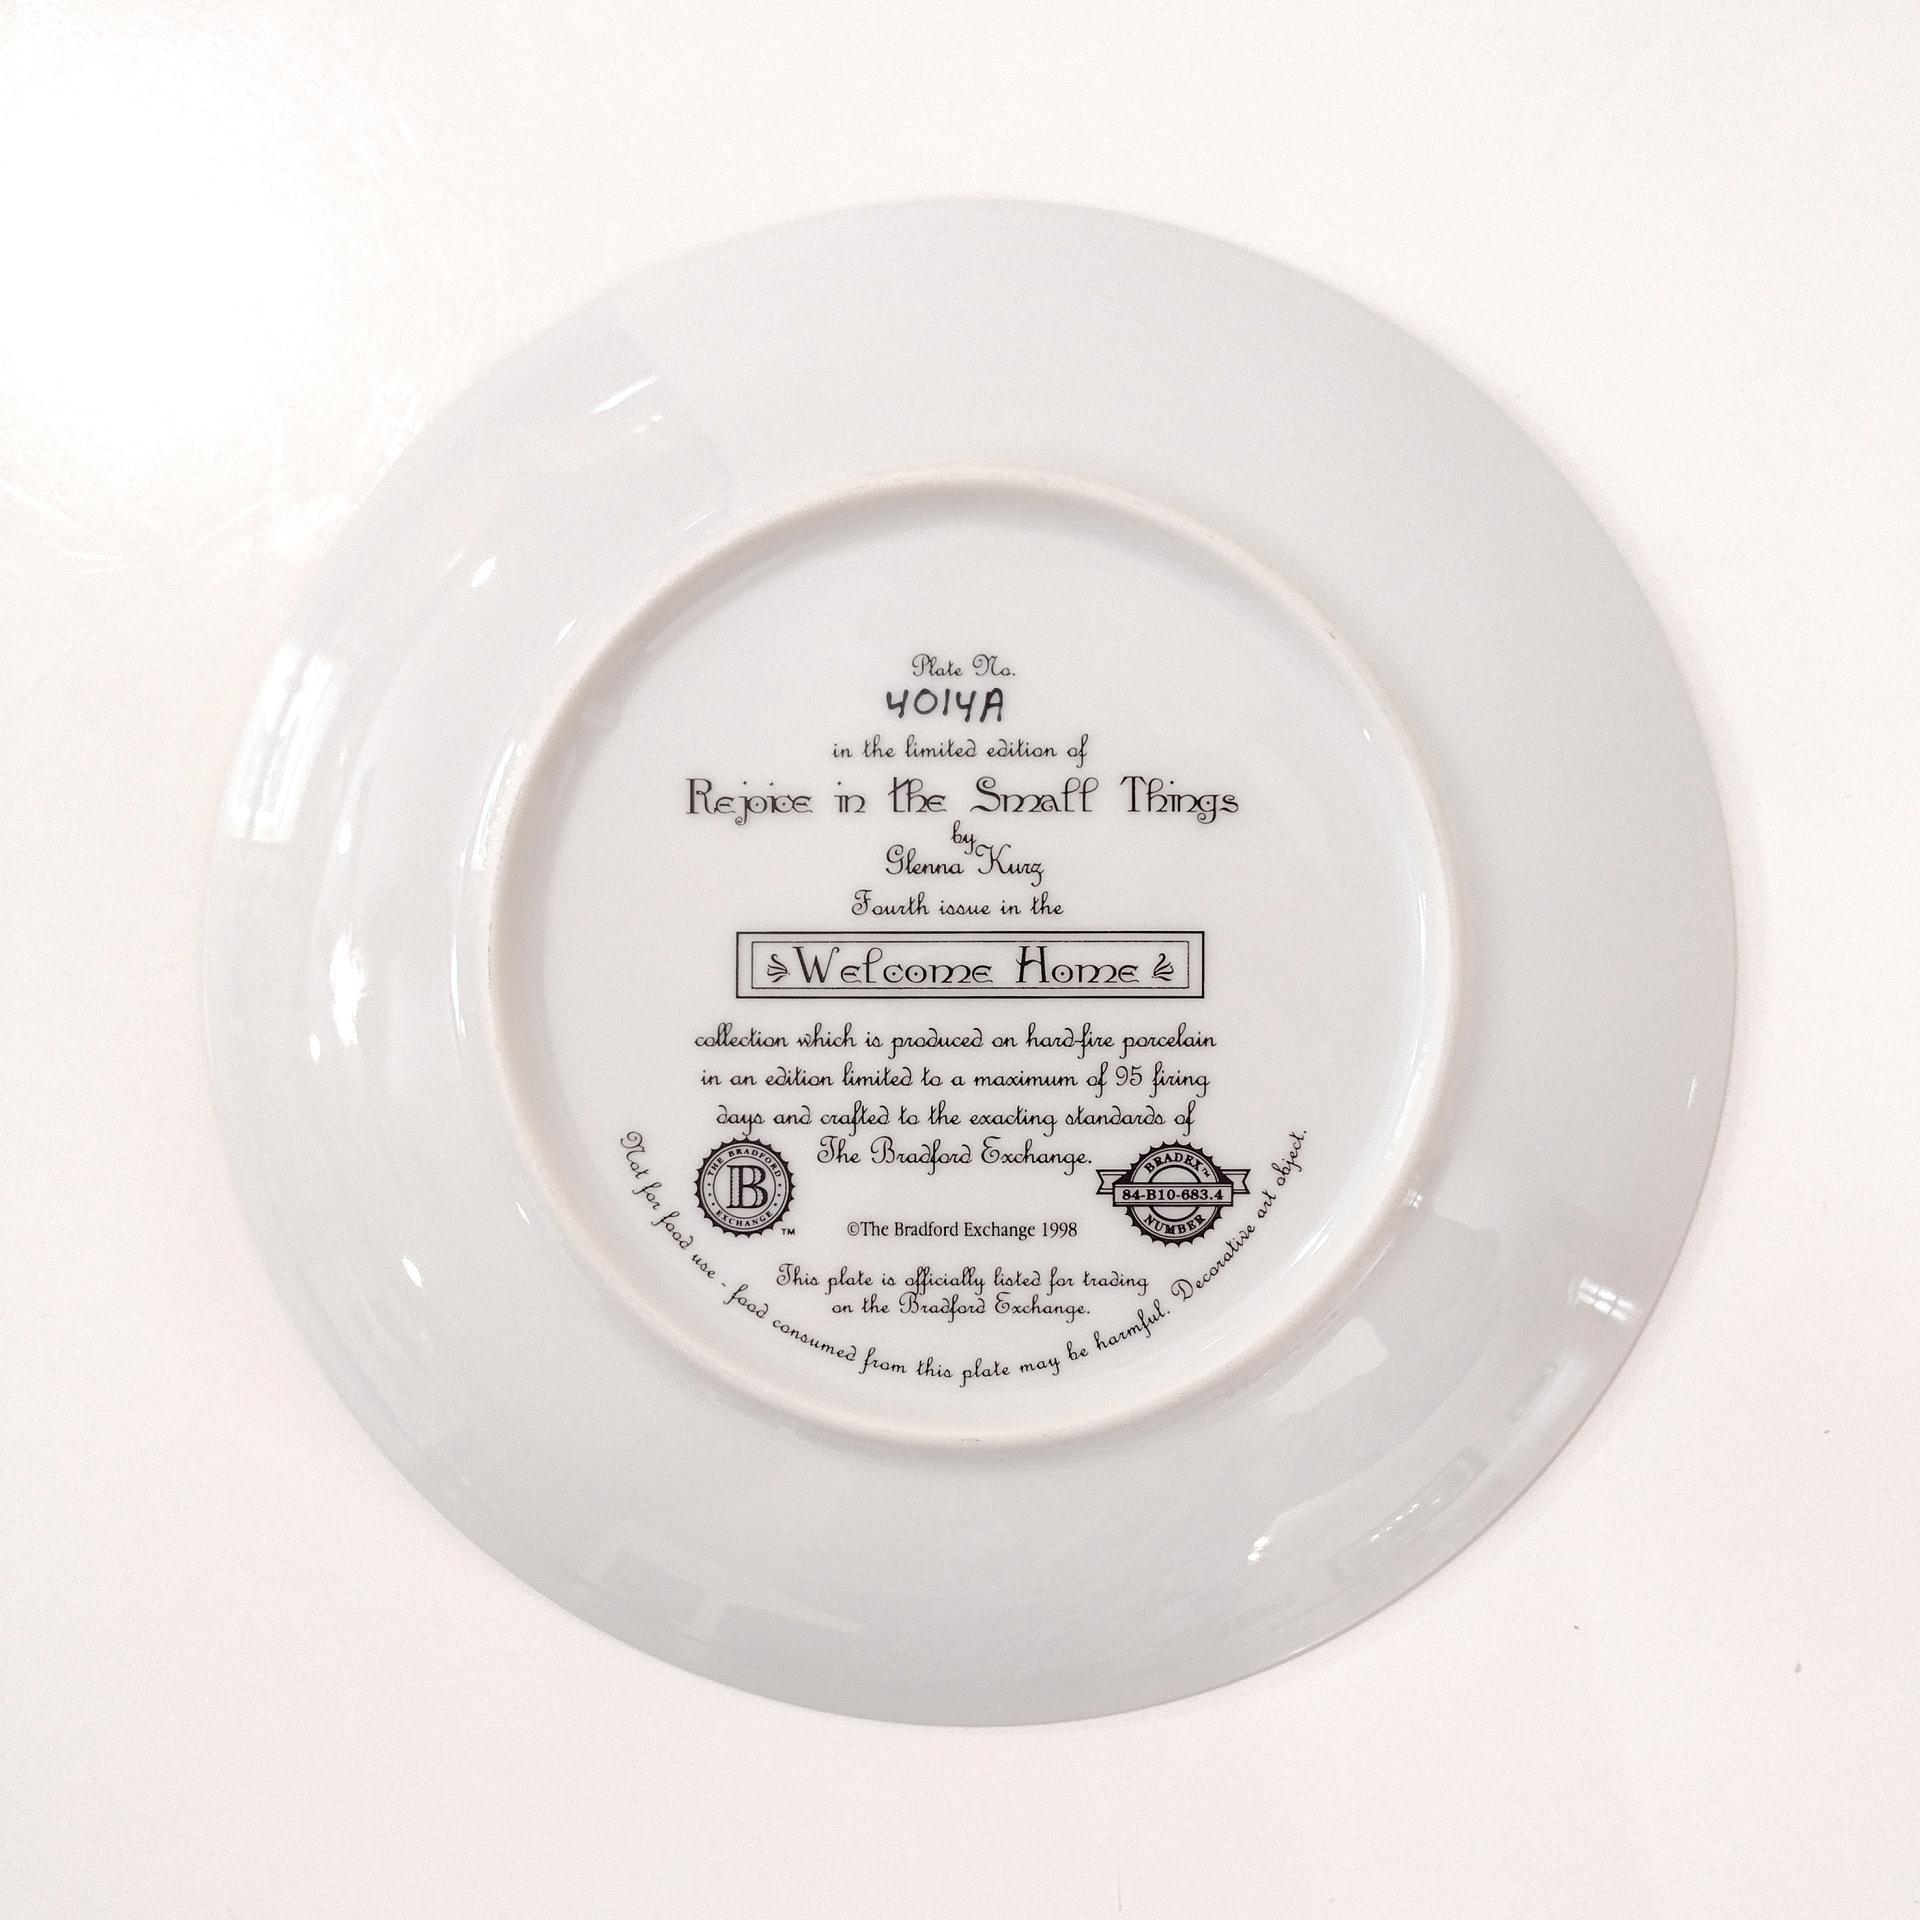 Plate No.
4014A
in the limited edition of
Rejoice in the Small Things
by
Glenna Kurz
Fourth issue in the
Welcome Home
collection which is produced on hard-fire porcelain
in an edition limited to a maximum of 95 firing
days and crafted to the exacting standards of
The Bradford Exchange.
THE BRADFORD
B
EXCHANGE
™
BRADEX™
84-B10-683.4
NUMBER
©The Bradford Exchange 1998
This plate is officially listed for trading
on the Bradford Exchange.
Not for food use - food consumed from this plate may be harmful. Decorative art object.